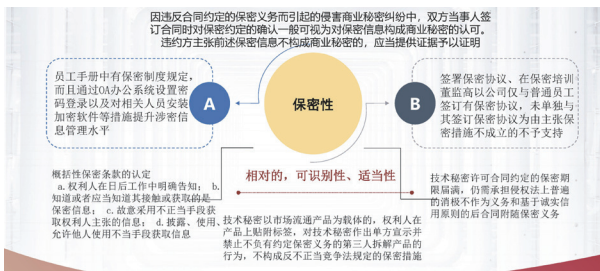 因违反合同约定的保密义务而引起的侵害商业秘密纠纷中，双方当事人签
订合同时对保密约定的确认一般可视为对保密信息构成商业秘密的认可。
违约方主张前述保密信息不构成商业秘密的，应当提供证据予以证明
员工手册中有保密制度规定，
而且通过OA办公系统设置密
码登录以及对相关人员安装
加密软件等措施提升涉密信
息管理水平
A
保密性
B
签署保密协议、在保密培训
董监高以公司仅与普通员工
签订有保密协议，未单独与
其签订保密协议为由主张保
密措施不成立的不予支持
相对的，可识别性、适当性
概括性保密条款的认定
a.权利人在日后工作中明确告知； b.
知道或者应当知道其接触或获取的是
保密信息； c.故意采用不正当手段获
取权利人主张的信息； d.披露、使用、
允许他人使用不当手段获取信息
技术秘密以市场流通产品为载体的，权利人在
产品上贴附标签，对技术秘密作出单方宣示并
禁止不负有约定保密义务的第三人拆解产品的
行为，不构成反不正当竞争法规定的保密措施
技术秘密许可合同约定的保密期
限届满，仍需承担侵权法上普遍
的消极不作为义务和基于诚实信
用原则的后合同附随保密义务